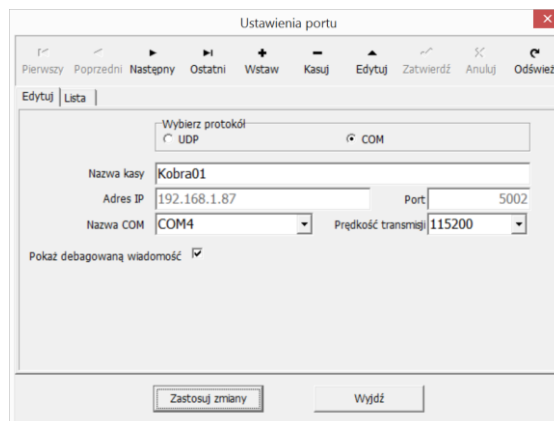 Ustawienia portu
Pierwszy Poprzedni Następny Ostatni Wstaw Kasuj Edytuj Zatwierdź Anuluj Odśwież
Edytuj Lista
Wybierz protokół
UDP COM
Nazwa kasy Kobra01
Adres IP 192.168.1.87 Port 5002
Nazwa COM COM4 Prędkość transmisji 115200
Pokaż debagowaną wiadomość
Zastosuj zmiany Wyjdź